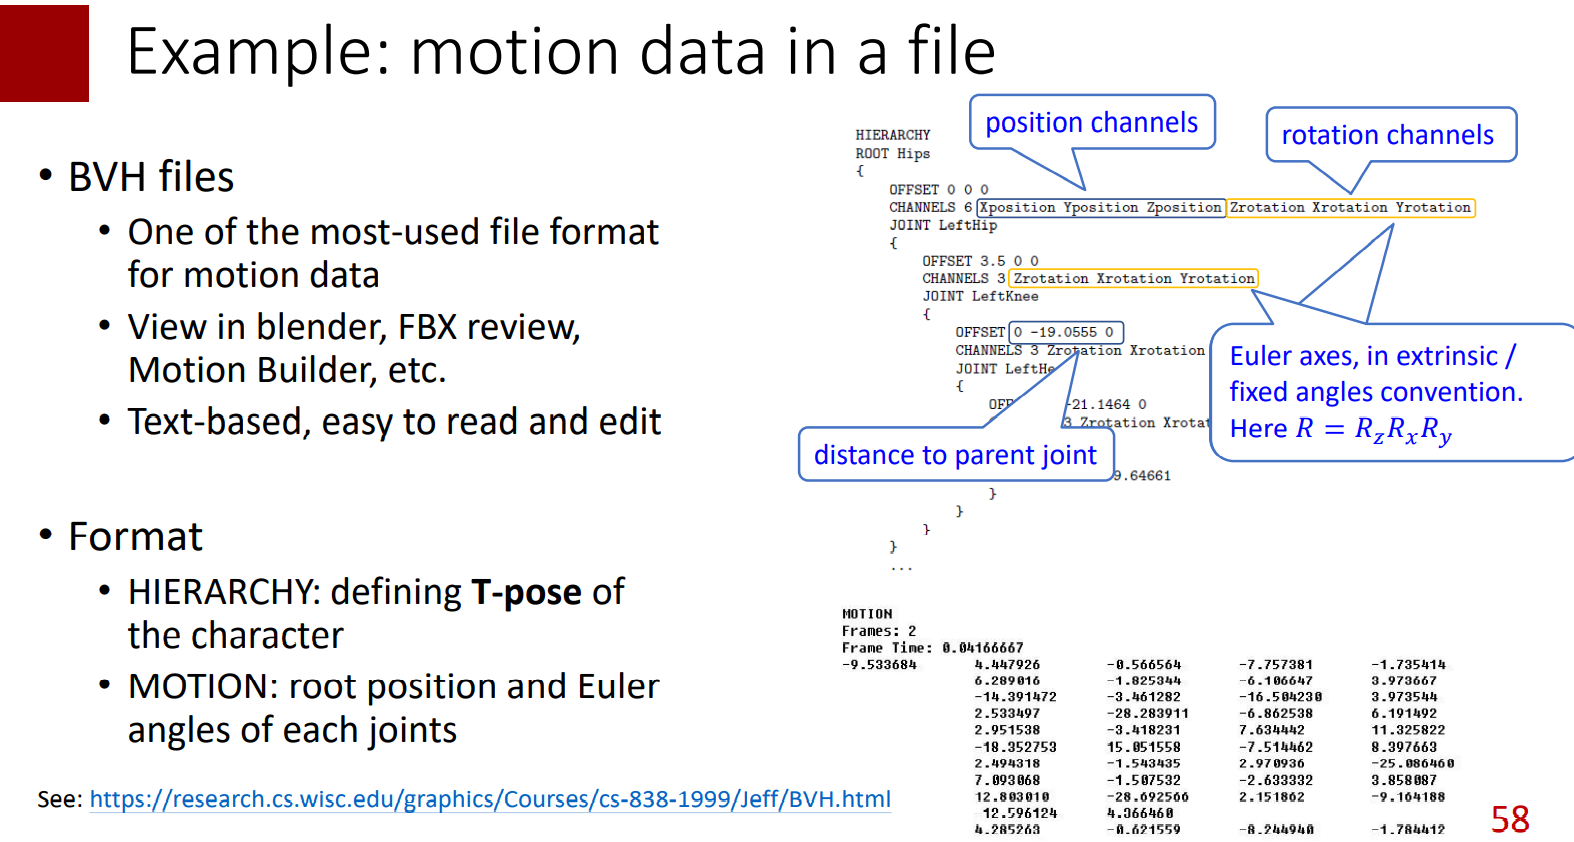 Example: motion data in a file
• BVH files
• One of the most-used file format
for motion data
• View in blender, FBX review,
Motion Builder, etc.
• Text-based, easy to read and edit
• Format
• HIERARCHY: defining T-pose of
the character
• MOTION: root position and Euler
angles of each joints
See: https://research.cs.wisc.edu/graphics/Courses/cs-838-1999/Jeff/BVH.html
position channels
rotation channels
HIERARCHY
ROOT Hips
{
OFFSET 0 0 0
CHANNELS 6 Xposition Yposition Zposition Zrotation Xrotation Yrotation
JOINT LeftHip
{
OFFSET 3.5 0 0
CHANNELS 3 Zrotation Xrotation Yrotation
JOINT LeftKnee
{
OFFSET 0 -19.0555 0
CHANNELS 3 Zrotation Xrotation
JOINT
{
-21.1464 0
3 Zrotation
9.64661
}
}
}
}
...
Euler axes, in extrinsic /
fixed angles convention.
Here R = RzRxRy
distance to parent joint
MOTION
Frames: 2
Frame Time: 0.04166667
-9.533684 4.447926 -0.566564 -7.757381 -1.735414
6.289016 -1.825344 -6.106647 3.973667
-14.391472 -3.461282 -16.504230 3.973544
2.533497 -28.283911 -6.862538 6.191492
2.951538 -3.418231 7.634442 11.325822
-18.352753 15.051558 -7.514462 8.397663
2.494318 -1.543435 2.970936 -25.086460
7.093068 -1.507532 -2.633332 3.858087
12.803010 -28.692566 2.151862 -9.164188
12.596124 4.366460
4.285263 -0.621559 -8.244940 -1.784412
58